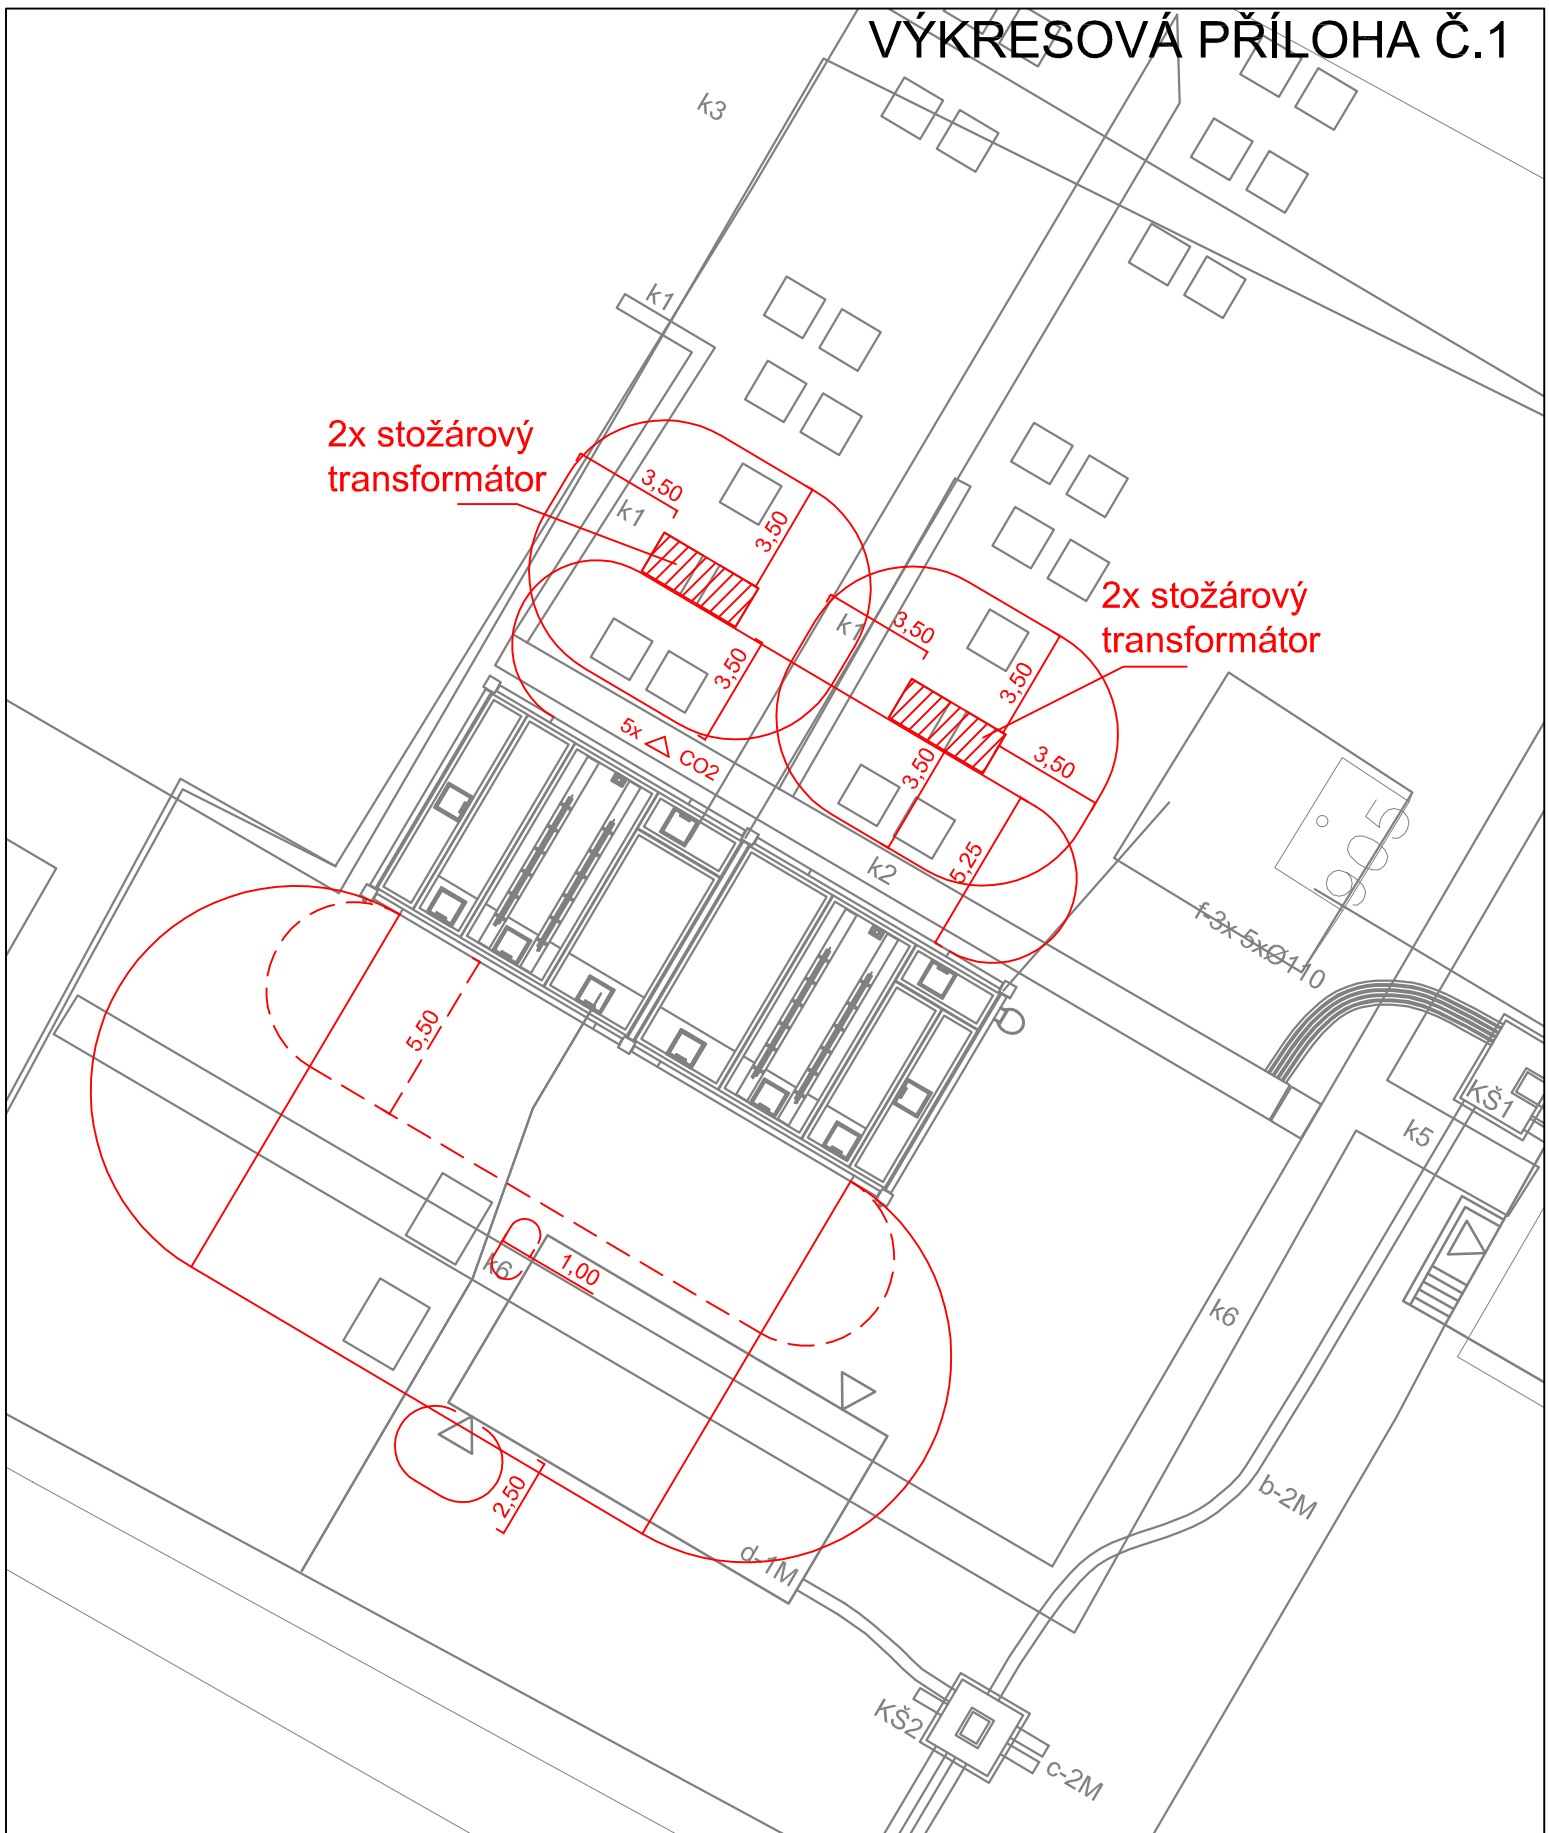 VÝKRESOVÁ PŘÍLOHA Č.1
k3
k1
2x stožárový
transformátor
3,50
k1
3,50
2x stožárový
transformátor
k1
3,50
3,50
3,50
5x CO2
3,50
3,50
5,25
k2
905
f-3x 5xØ110
5,50
KŠ1
k5
k6
1,00
k6
2,50
b-2M
d-1M
KŠ2
c-2M